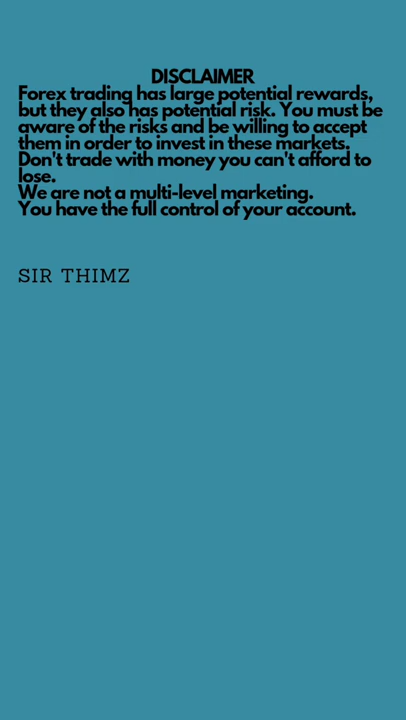 DISCLAIMER
Forex trading has large potential rewards,
but they also has potential risk. You must be
aware of the risks and be willing to accept
them in order to invest in these markets.
Don't trade with money you can't afford to
lose.
We are not a multi-level marketing.
You have the full control of your account.
SIR THIMZ